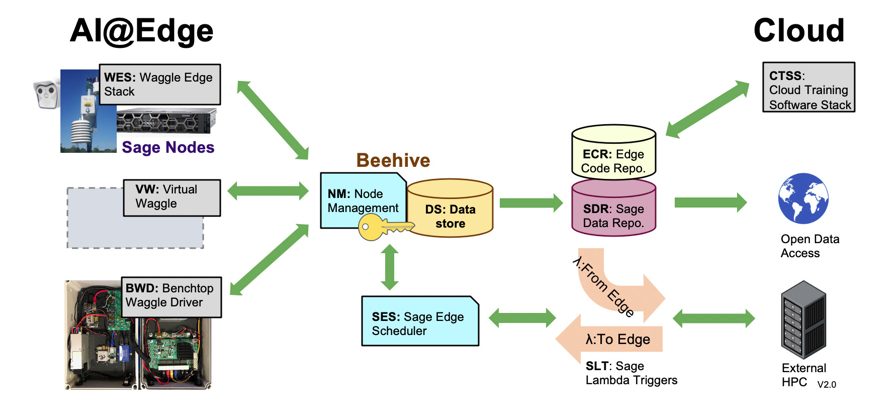 AI@Edge
Cloud
WES: Waggle Edge
Stack
Sage Nodes
VW: Virtual
Waggle
BWD: Benchtop
Waggle Driver
Beehive
NM: Node
Management
DS: Data
store
SES: Sage Edge
Scheduler
ECR: Edge
Code Repo.
SDR: Sage
Data Repo.
λ:From Edge
λ:To Edge
SLT: Sage
Lambda Triggers
CTSS:
Cloud Training
Software Stack
Open Data
Access
External
HPC
V2.0